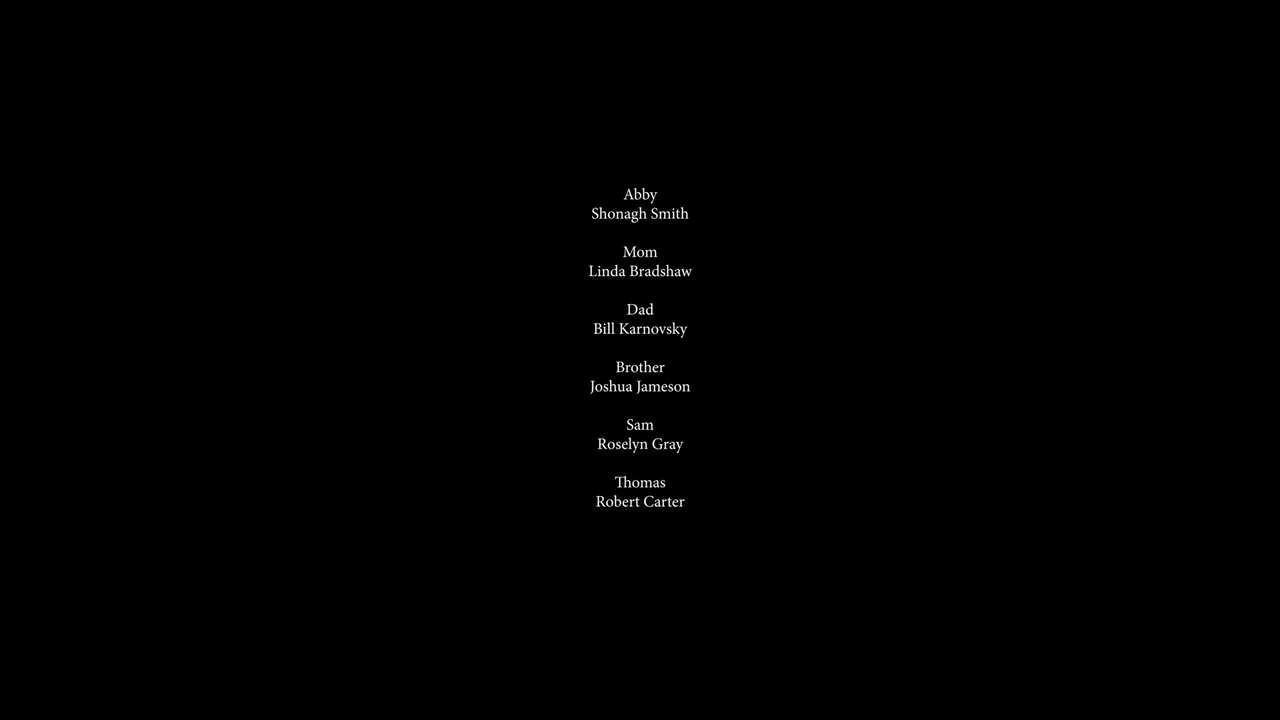 Abby
Shonagh Smith
Mom
Linda Bradshaw
Dad
Bill Karnovsky
Brother
Joshua Jameson
Sam
Roselyn Gray
Thomas
Robert Carter